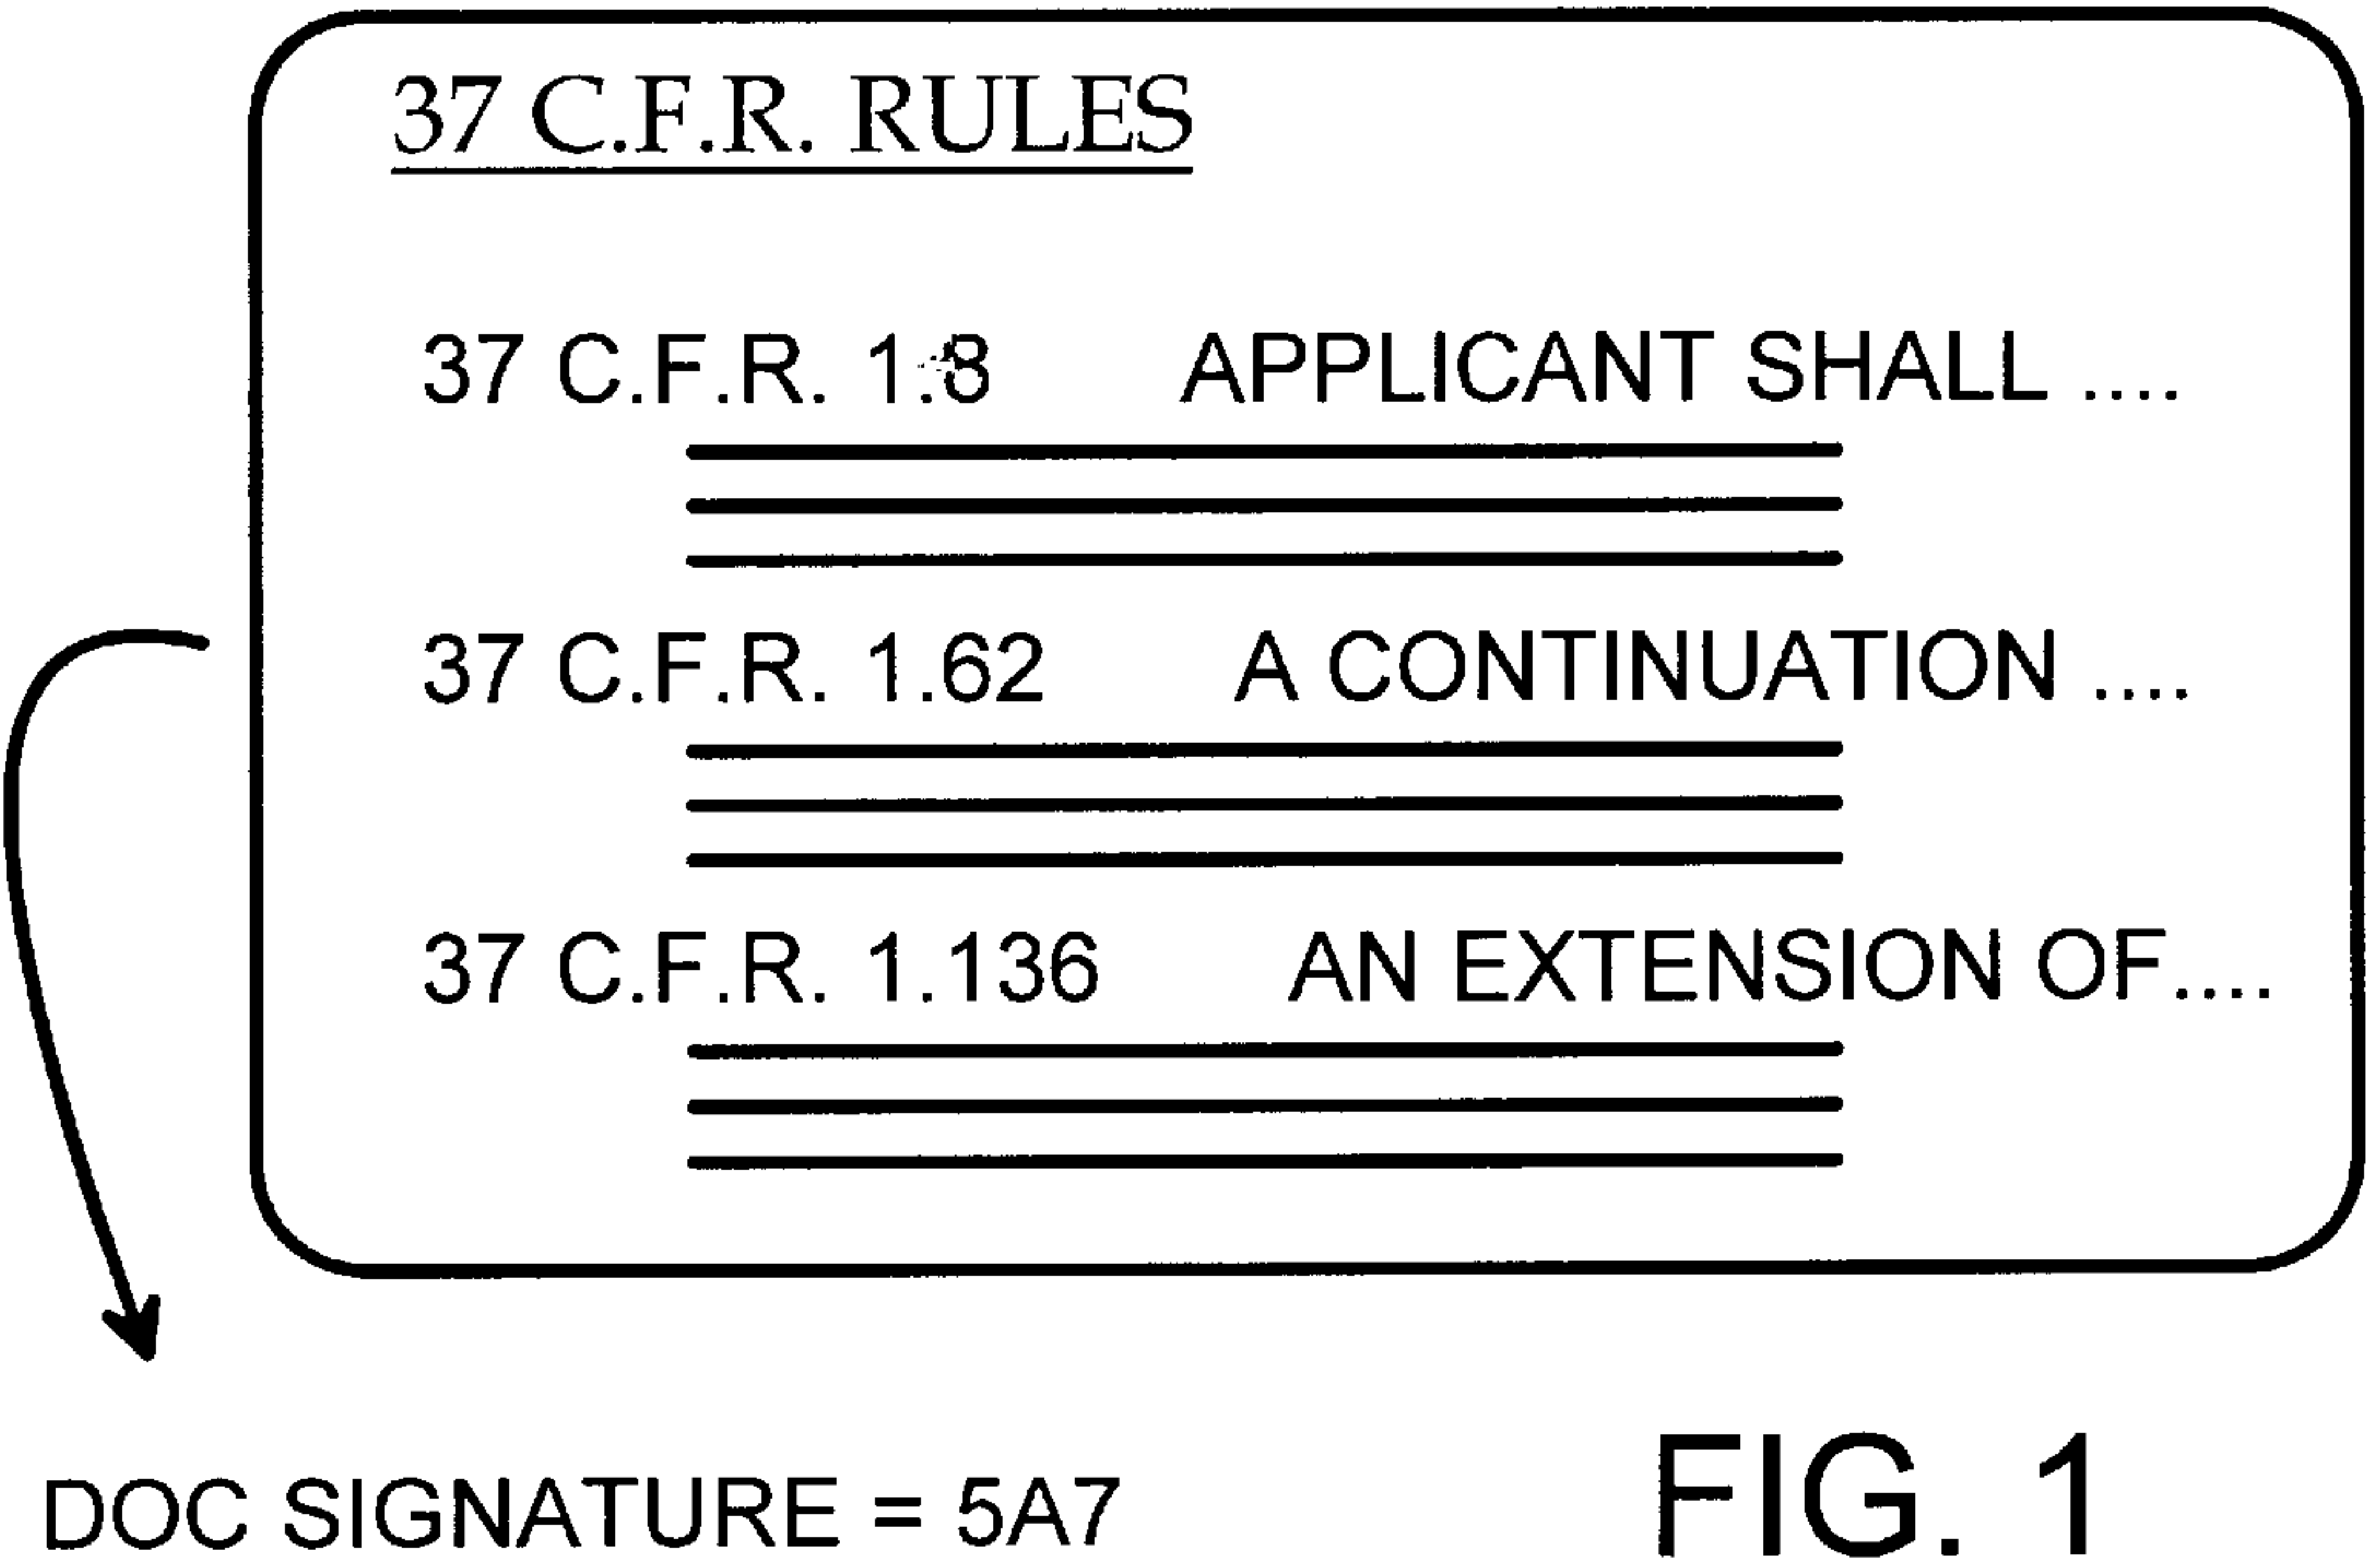 37 C.F.R. RULES
37 C.F.R. 1.8 APPLICANT SHALL ....
37 C.F.R. 1.62 A CONTINUATION ....
37 C.F.R. 1.136 AN EXTENSION OF....
DOC SIGNATURE = 5A7
FIG. 1